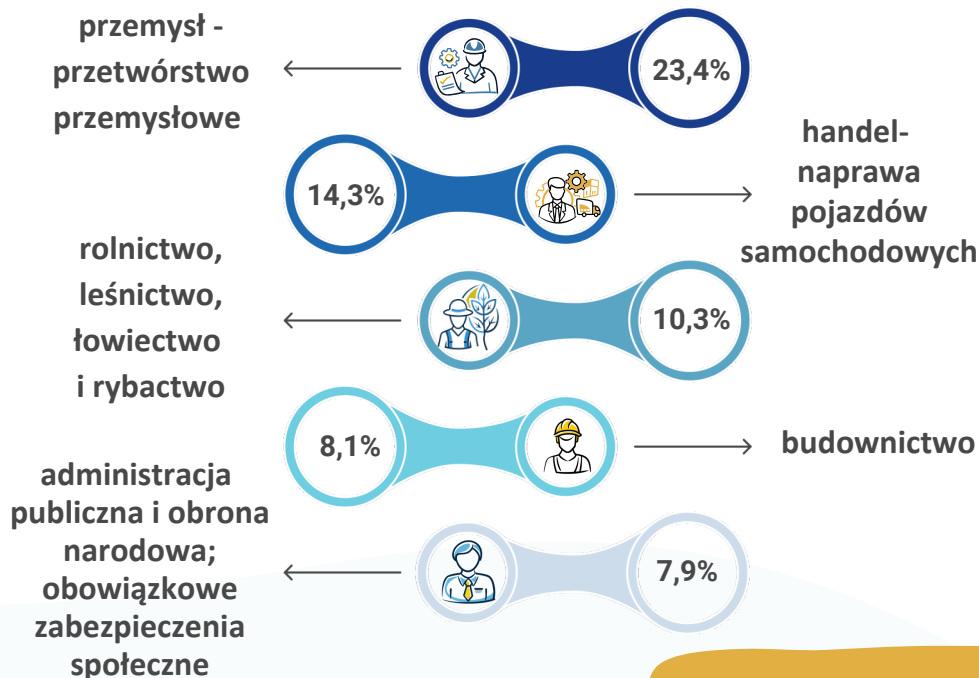 przemysł -
przetwórstwo
przemysłowe
23,4%
14,3%
handel-
naprawa
pojazdów
samochodowych
rolnictwo,
leśnictwo,
łowiectwo
i rybactwo
10,3%
8,1%
budownictwo
administracja
publiczna i obrona
narodowa;
obowiązkowe
zabezpieczenia
społeczne
7,9%